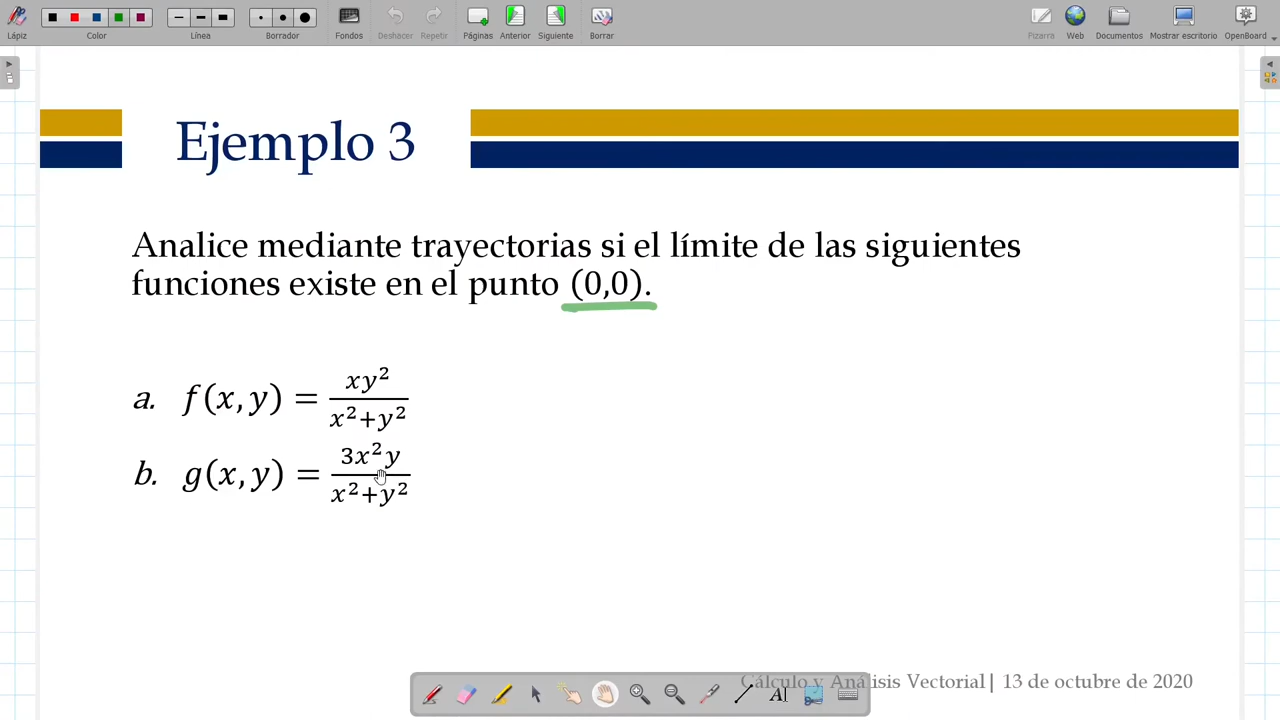 Lápiz Color Línea Borrador Fondos Deshacer Repetir Páginas Anterior Siguiente Borrar Pizarra Web Documentos Mostrar escritorio OpenBoard
Ejemplo 3
Analice mediante trayectorias si el límite de las siguientes
funciones existe en el punto (0,0).
a. f(x, y) = xy²/(x²+y²)
b. g(x, y) = 3x²y/(x²+y²)
Cálculo y Análisis Vectorial| 13 de octubre de 2020